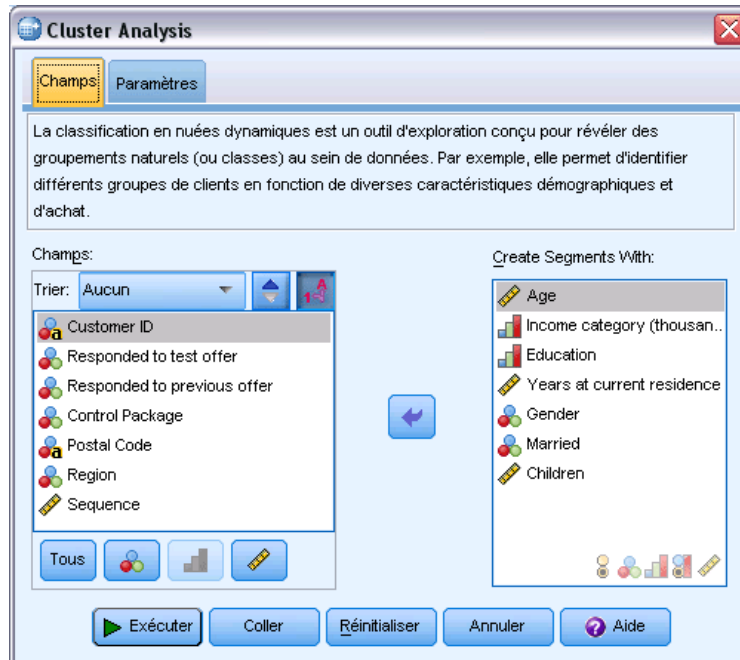 Cluster Analysis
Champs
Paramètres
La classification en nuées dynamiques est un outil d'exploration conçu pour révéler des
groupements naturels (ou classes) au sein de données. Par exemple, elle permet d'identifier
différents groupes de clients en fonction de diverses caractéristiques démographiques et
d'achat.
Champs:
Trier: Aucun
Customer ID
Responded to test offer
Responded to previous offer
Control Package
Postal Code
Region
Sequence
Tous
Create Segments With:
Age
Income category (thousan..
Education
Years at current residence
Gender
Married
Children
Exécuter
Coller
Réinitialiser
Annuler
Aide